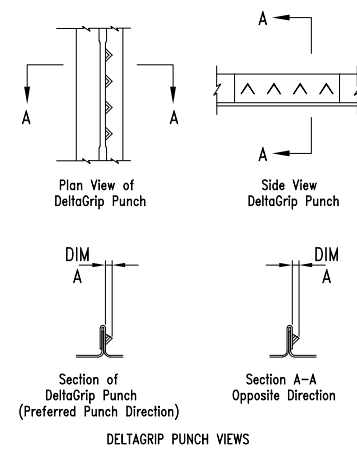 A
A
A
A
Plan View of
DeltaGrip Punch
Side View
DeltaGrip Punch
DIM
A
DIM
A
Section of
DeltaGrip Punch
(Preferred Punch Direction)
Section A-A
Opposite Direction
DELTAGRIP PUNCH VIEWS